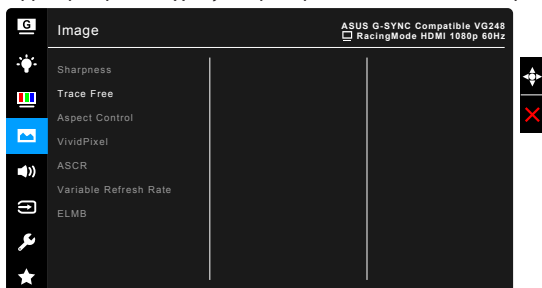 G
Image
ASUS G-SYNC Compatible VG248
RacingMode HDMI 1080p 60Hz
Sharpness
Trace Free
Aspect Control
VividPixel
ASCR
Variable Refresh Rate
ELMB